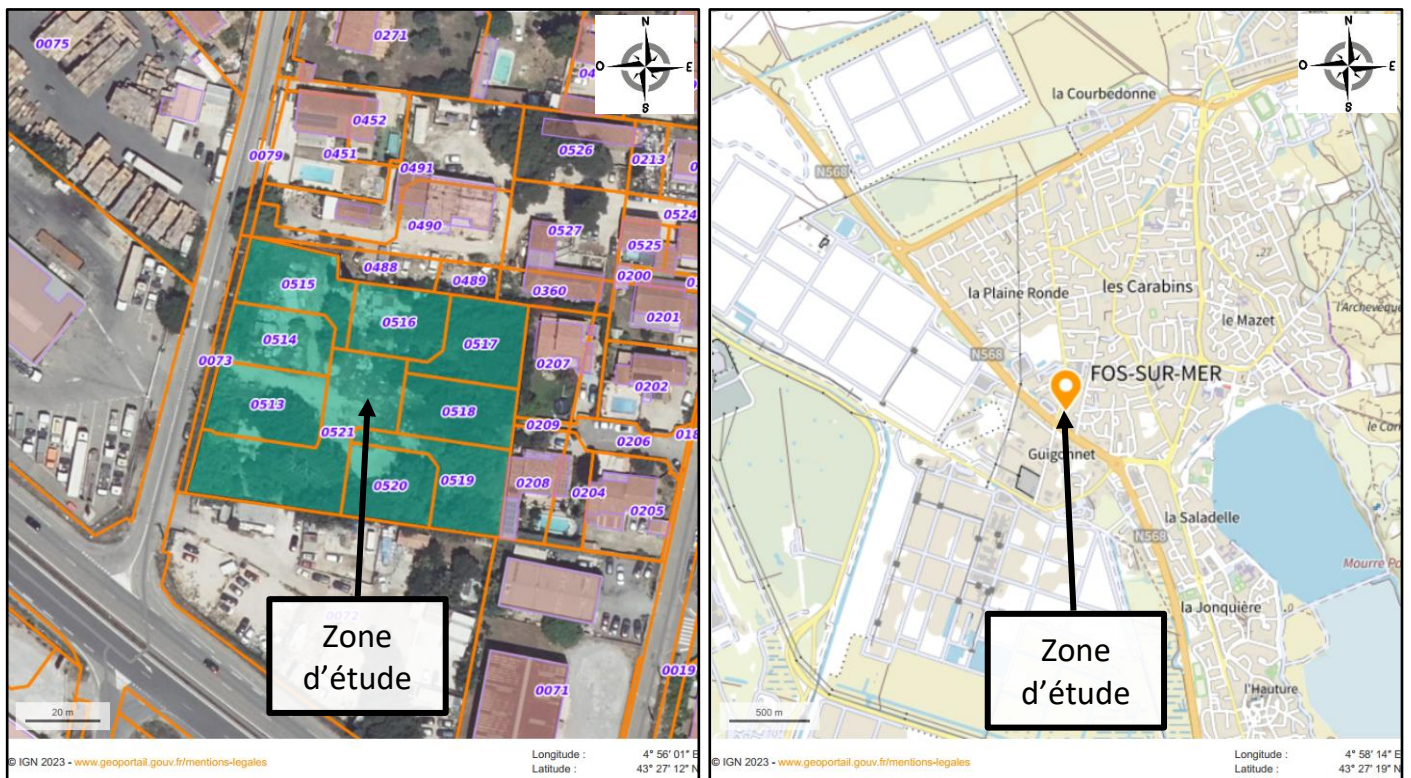 0075
0271
N
O
E
S
0452
0451
0079
0491
0490
0526
0213
0524
0527
0525
0488
0489
0360
0200
0201
0515
0516
0517
0514
0207
0202
0073
0513
0518
0521
0209
0206
0520
0519
0208
0204
0205
0072
0071
0019
Zone
d'étude
20 m
© IGN 2023 - www.geoportail.gouv.fr/mentions-legales
Longitude : 4° 56' 01" E
Latitude : 43° 27' 12" N
N
O
E
S
la Courbedonne
N568
27
la Plaine Ronde
les Carabins
l'Archevêque
le Mazet
N568
FOS-SUR-MER
Guigonnet
la Saladelle
N568
la Jonquière
l'Hauture
Zone
d'étude
500 m
© IGN 2023 - www.geoportail.gouv.fr/mentions-legales
Longitude : 4° 58' 14" E
Latitude : 43° 27' 19" N